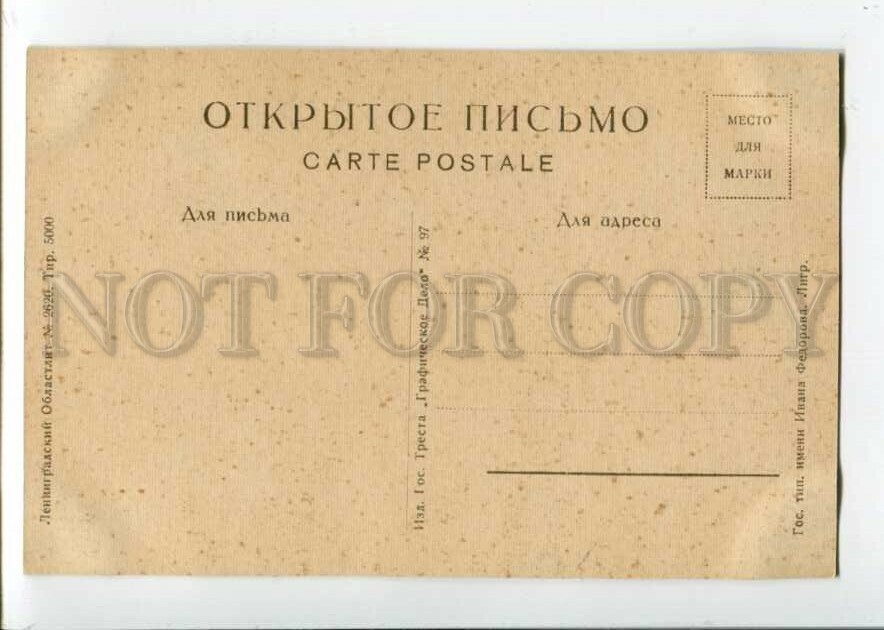 ОТКРЫТОЕ ПИСЬМО
CARTE POSTALE
МЕСТО
ДЛЯ
МАРКИ
Для письма
Для адреса
Ленинградский Областлит № 2626. Тир. 5000
Изд. Гос. Треста „Графическое Дело" № 97
Гос. тип. имени Ивана Федорова. Лнгр.
NOT FOR COPY